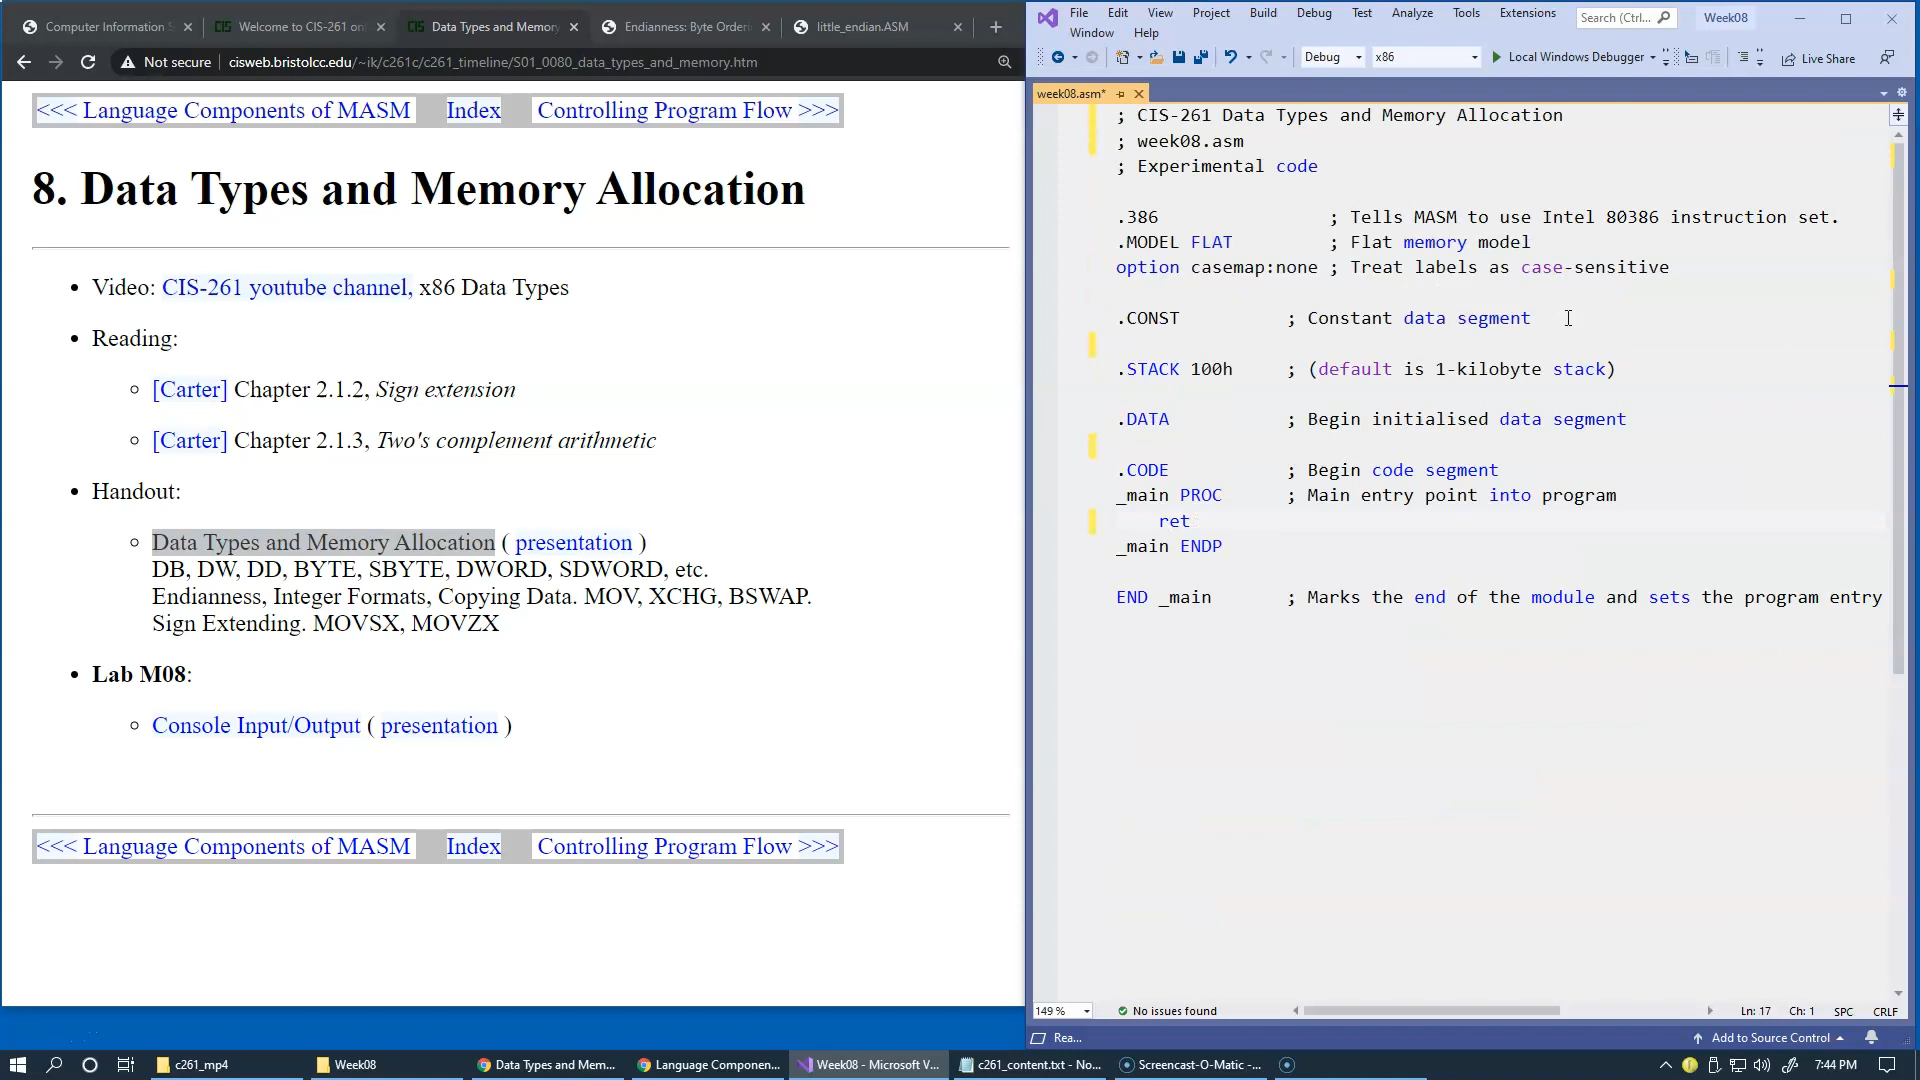 Computer Information S
Welcome to CIS-261 onl
Data Types and Memory
Endianness: Byte Orderi
little_endian.ASM
Not secure cisweb.bristolcc.edu/~ik/c261c/c261_timeline/S01_0080_data_types_and_memory.htm
<<< Language Components of MASM Index Controlling Program Flow >>>
8. Data Types and Memory Allocation
• Video: CIS-261 youtube channel, x86 Data Types
• Reading:
[Carter] Chapter 2.1.2, Sign extension
[Carter] Chapter 2.1.3, Two's complement arithmetic
• Handout:
Data Types and Memory Allocation ( presentation )
DB, DW, DD, BYTE, SBYTE, DWORD, SDWORD, etc.
Endianness, Integer Formats, Copying Data. MOV, XCHG, BSWAP.
Sign Extending. MOVSX, MOVZX
• Lab M08:
Console Input/Output ( presentation )
<<< Language Components of MASM Index Controlling Program Flow >>>
File Edit View Project Build Debug Test Analyze Tools Extensions
Search (Ctrl... Week08
Window Help
Debug x86 Local Windows Debugger Live Share
week08.asm*
; CIS-261 Data Types and Memory Allocation
; week08.asm
; Experimental code
.386 ; Tells MASM to use Intel 80386 instruction set.
.MODEL FLAT ; Flat memory model
option casemap:none ; Treat labels as case-sensitive
.CONST ; Constant data segment
.STACK 100h ; (default is 1-kilobyte stack)
.DATA ; Begin initialised data segment
.CODE ; Begin code segment
_main PROC ; Main entry point into program
ret
_main ENDP
END _main ; Marks the end of the module and sets the program entry
149 % No issues found Ln: 17 Ch: 1 SPC CRLF
Rea... Add to Source Control
c261_mp4
Week08
Data Types and Mem...
Language Componen...
Week08 - Microsoft V...
c261_content.txt - No...
Screencast-O-Matic -...
7:44 PM